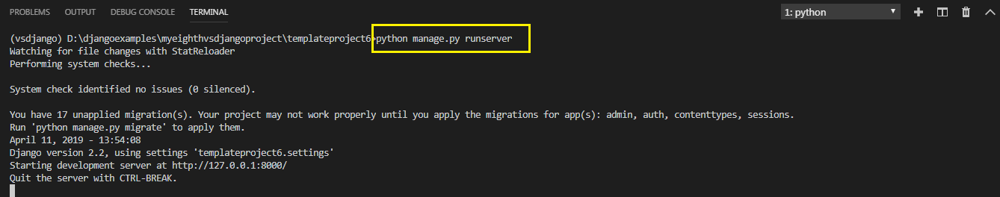 PROBLEMS OUTPUT DEBUG CONSOLE TERMINAL 1: python
(vsdjango) D:\djangoexamples\myeighthvsdjangoproject\templateproject6>python manage.py runserver
Watching for file changes with StatReloader
Performing system checks...
System check identified no issues (0 silenced).
You have 17 unapplied migration(s). Your project may not work properly until you apply the migrations for app(s): admin, auth, contenttypes, sessions.
Run 'python manage.py migrate' to apply them.
April 11, 2019 - 13:54:08
Django version 2.2, using settings 'templateproject6.settings'
Starting development server at http://127.0.0.1:8000/
Quit the server with CTRL-BREAK.